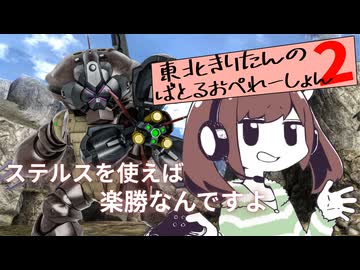 東北きりたんの
ばとるおぺれーしょん2
ステルスを使えば
楽勝なんですよ